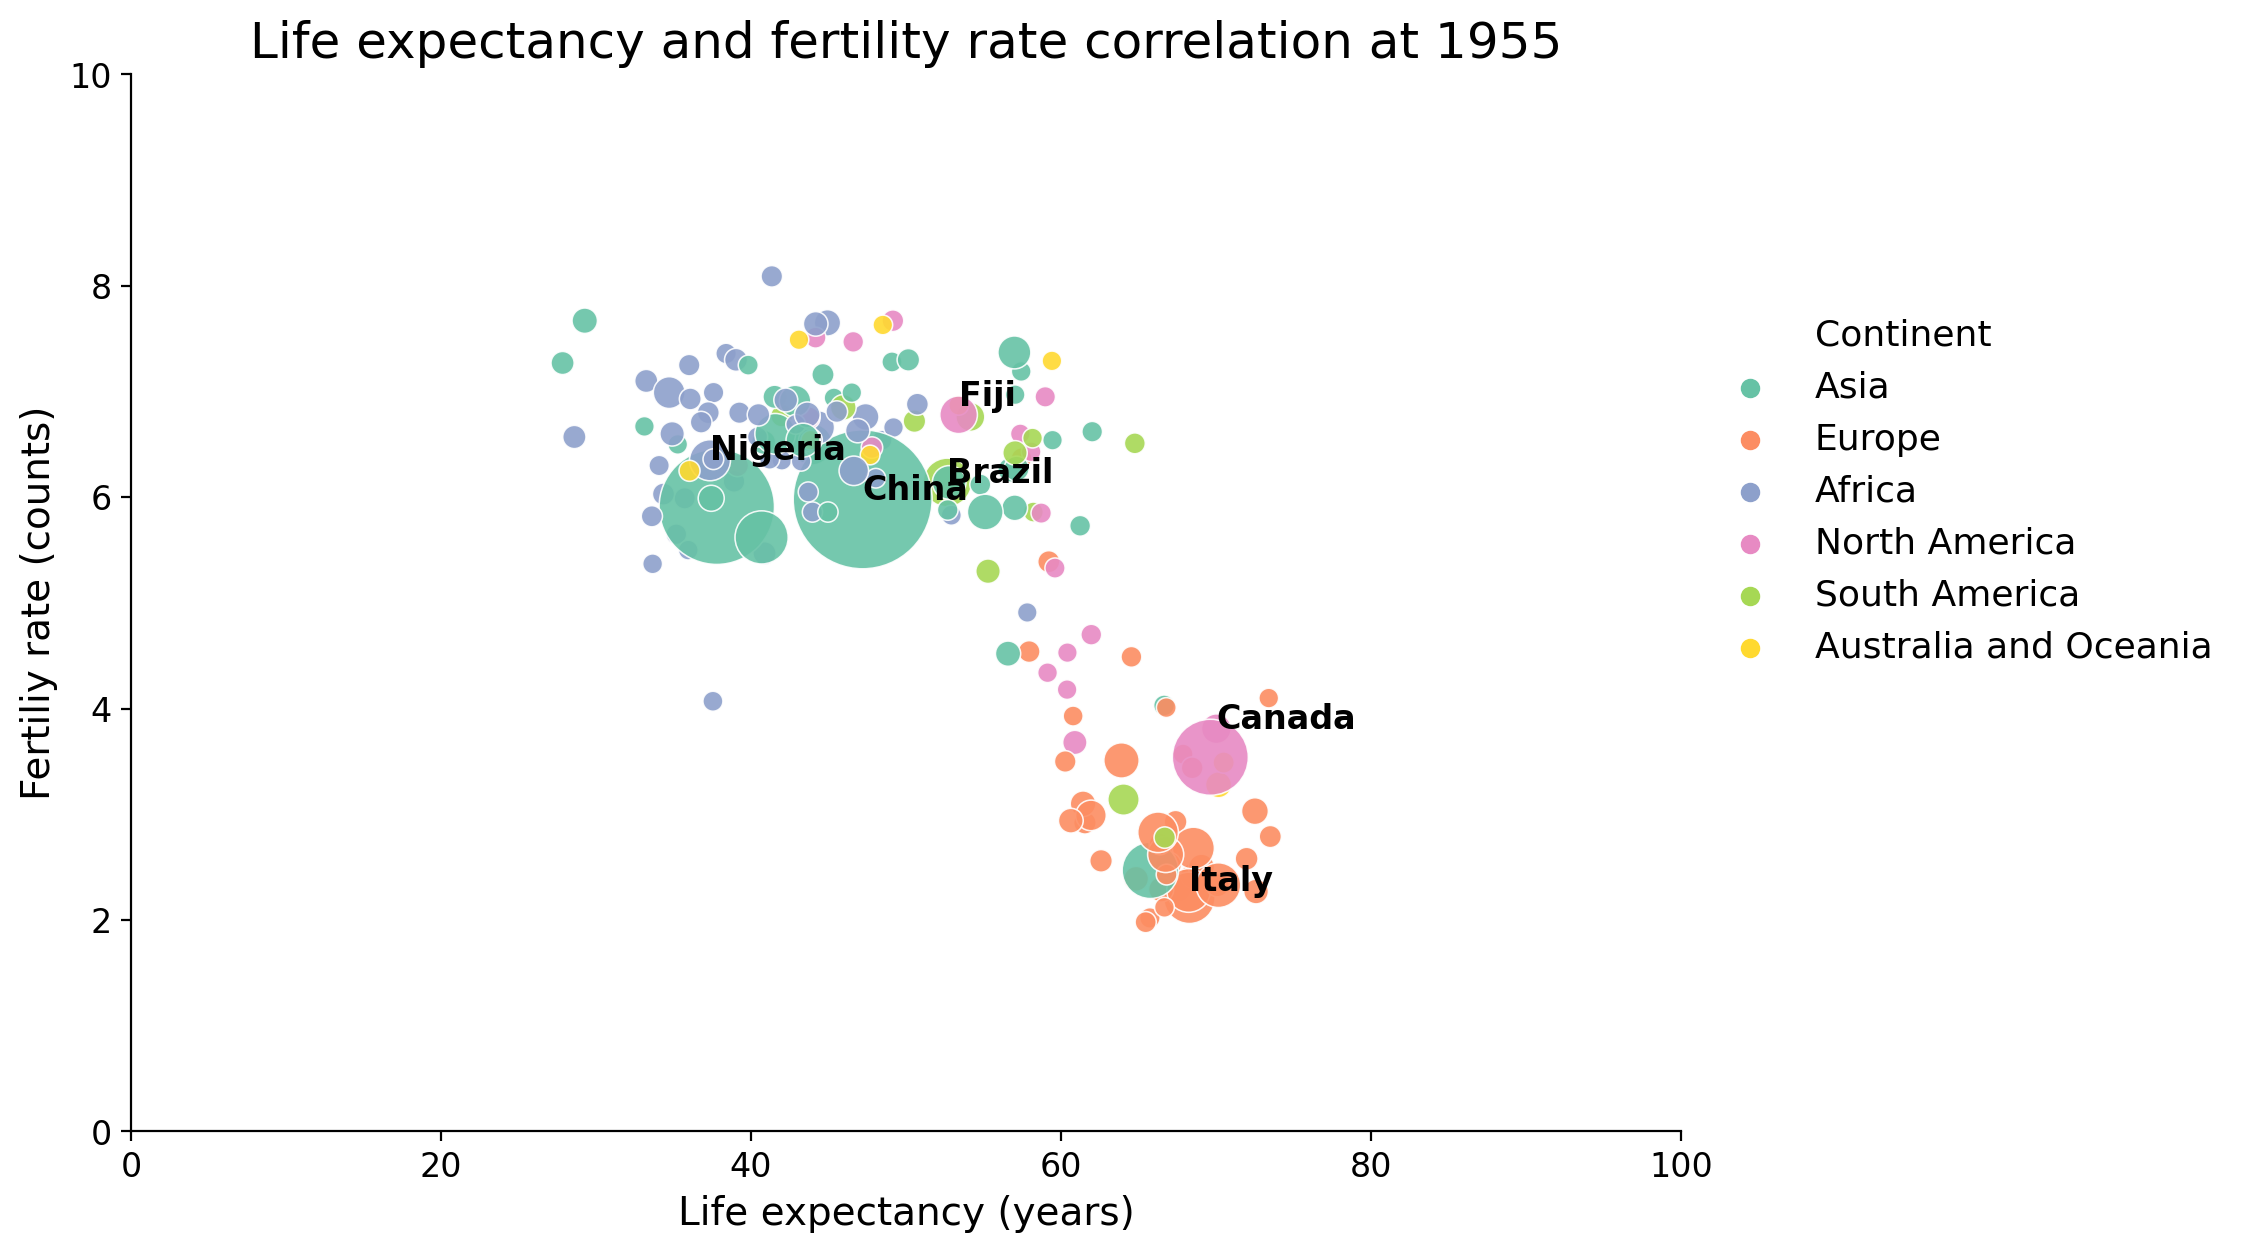 Life expectancy and fertility rate correlation at 1955
10
8
6
4
2
0
Fertiliy rate (counts)
0
20
40
60
80
100
Life expectancy (years)
Fiji
Nigeria
Brazil
China
Canada
Italy
Continent
Asia
Europe
Africa
North America
South America
Australia and Oceania